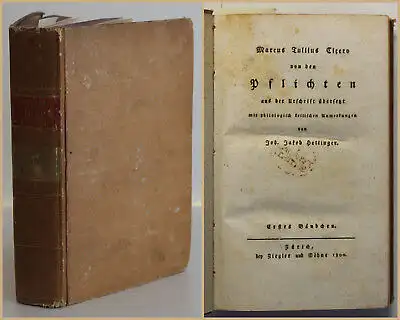 Marcus Tullius Cicero
von den
Pflichten
aus der Urschrift übersetzt
mit philologisch kritischen Anmerkungen
von
Joh. Jakob Hottinger.
Erstes Bändchen.
Zürich,
bey Ziegler und Söhne 1800.